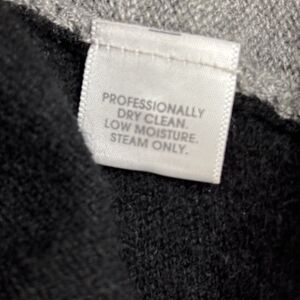 PROFESSIONALLY
DRY CLEAN.
LOW MOISTURE.
STEAM ONLY.